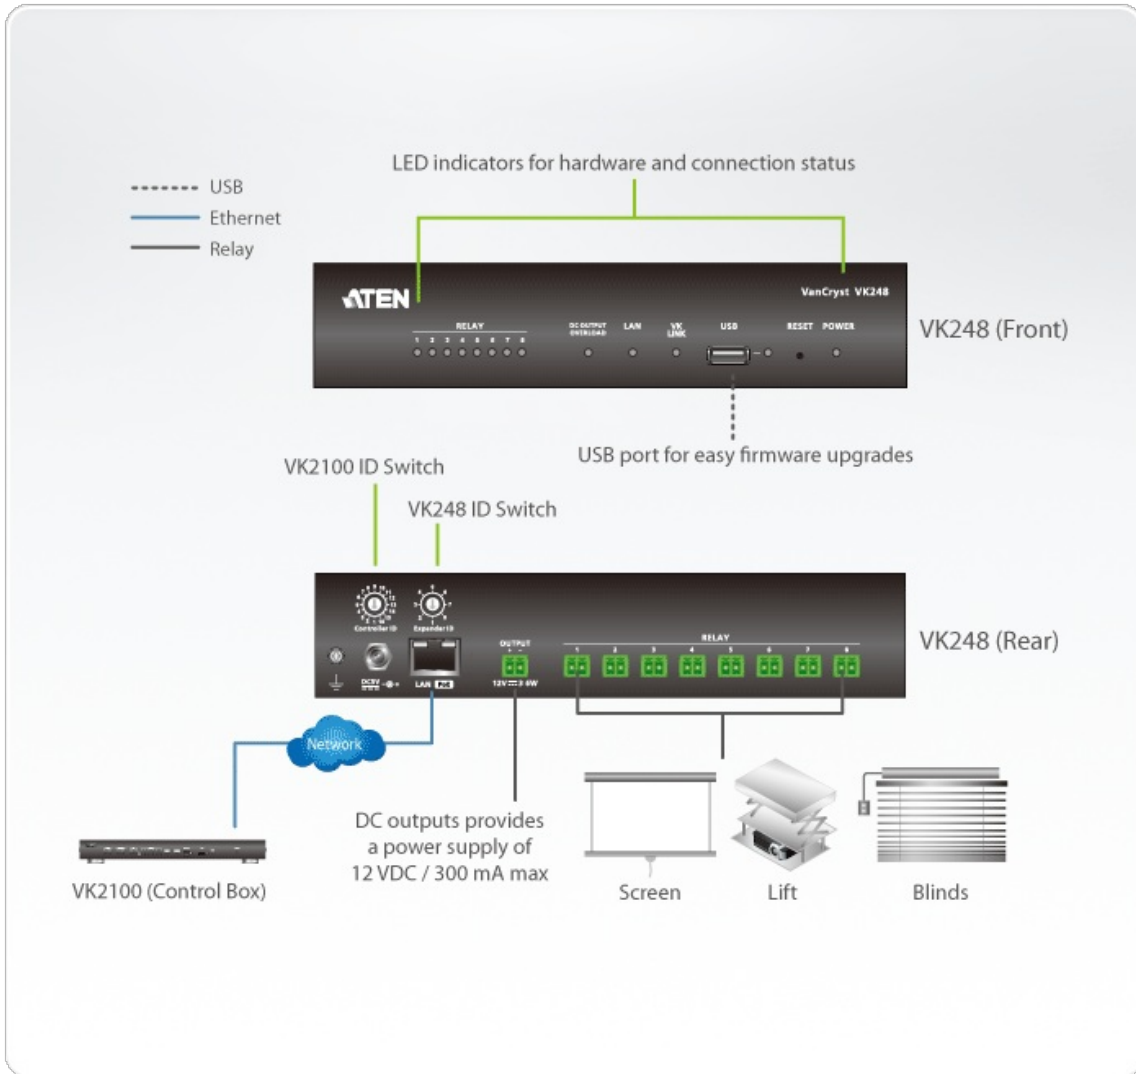 LED indicators for hardware and connection status
USB
Ethernet
Relay
ATEN
VanCryst VK248
RELAY
1 2 3 4 5 6 7 8
DC OUTPUT
OVERLOAD
LAN
VK
LINK
USB
RESET
POWER
VK248 (Front)
USB port for easy firmware upgrades
VK2100 ID Switch
VK248 ID Switch
Controller ID
Expander ID
OUTPUT
+ -
RELAY
1 2 3 4 5 6 7 8
VK248 (Rear)
LAN PoE
12V 3.6W
Network
DC outputs provides
a power supply of
12 VDC / 300 mA max
VK2100 (Control Box)
Screen
Lift
Blinds